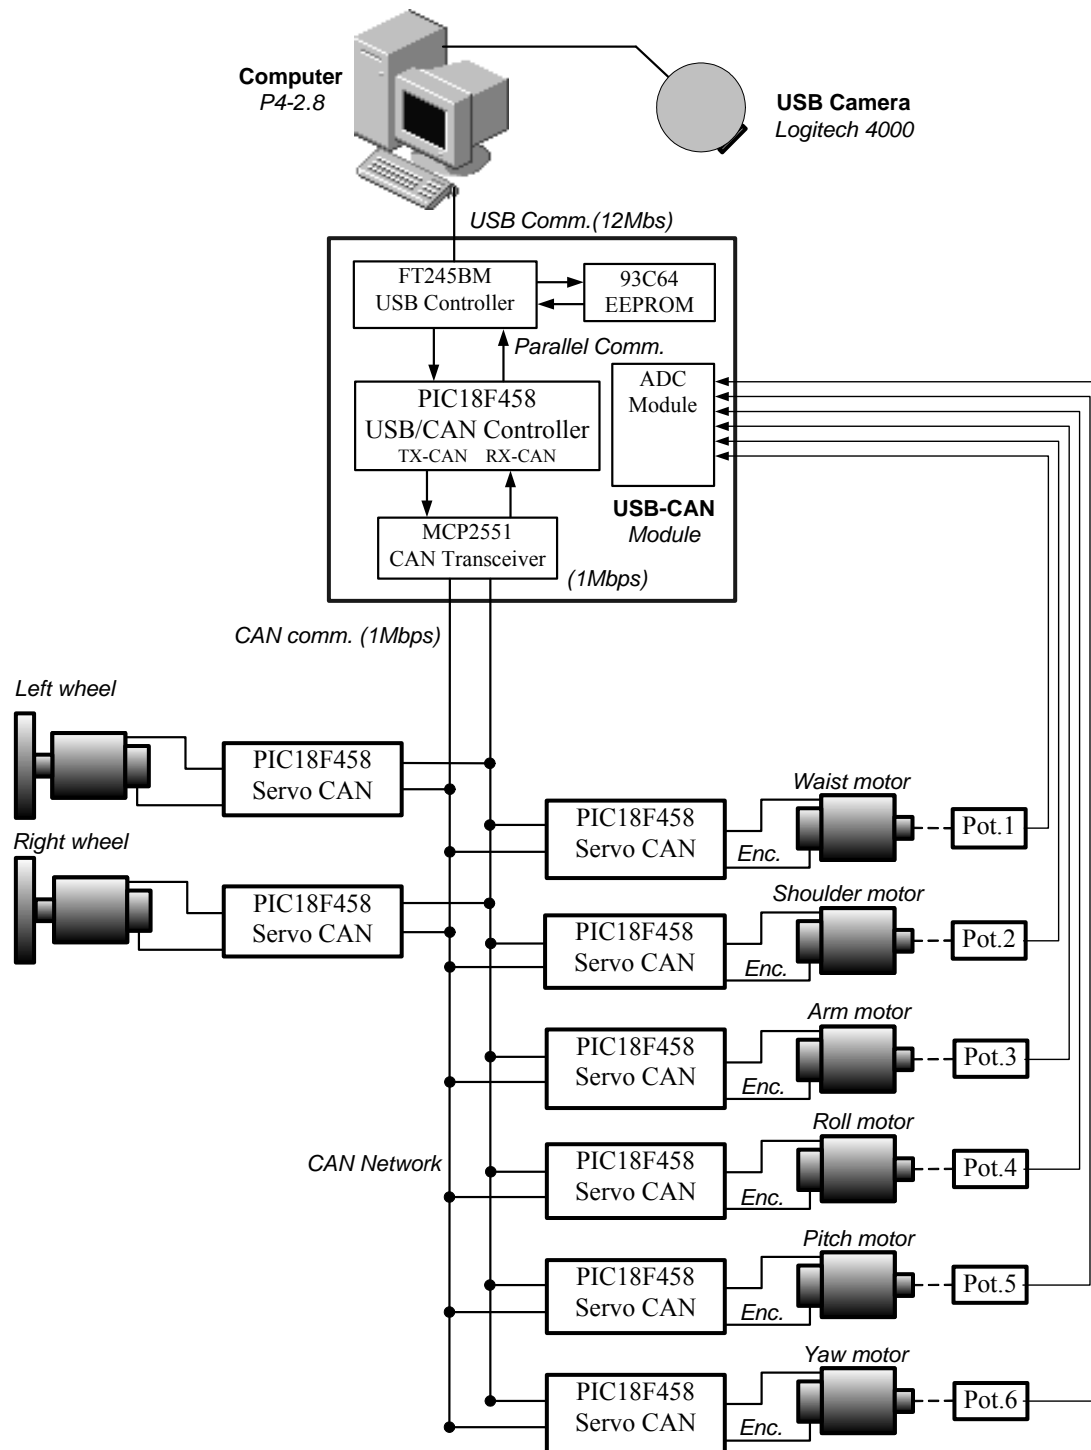 Computer
P4-2.8
USB Camera
Logitech 4000
USB Comm.(12Mbs)
FT245BM
USB Controller
93C64
EEPROM
Parallel Comm.
PIC18F458
USB/CAN Controller
TX-CAN RX-CAN
ADC
Module
USB-CAN
Module
MCP2551
CAN Transceiver
(1Mbps)
CAN comm. (1Mbps)
Left wheel
PIC18F458
Servo CAN
Right wheel
PIC18F458
Servo CAN
Waist motor
PIC18F458
Servo CAN
Enc.
Pot.1
Shoulder motor
PIC18F458
Servo CAN
Enc.
Pot.2
Arm motor
PIC18F458
Servo CAN
Enc.
Pot.3
Roll motor
CAN Network
PIC18F458
Servo CAN
Enc.
Pot.4
Pitch motor
PIC18F458
Servo CAN
Enc.
Pot.5
Yaw motor
PIC18F458
Servo CAN
Enc.
Pot.6